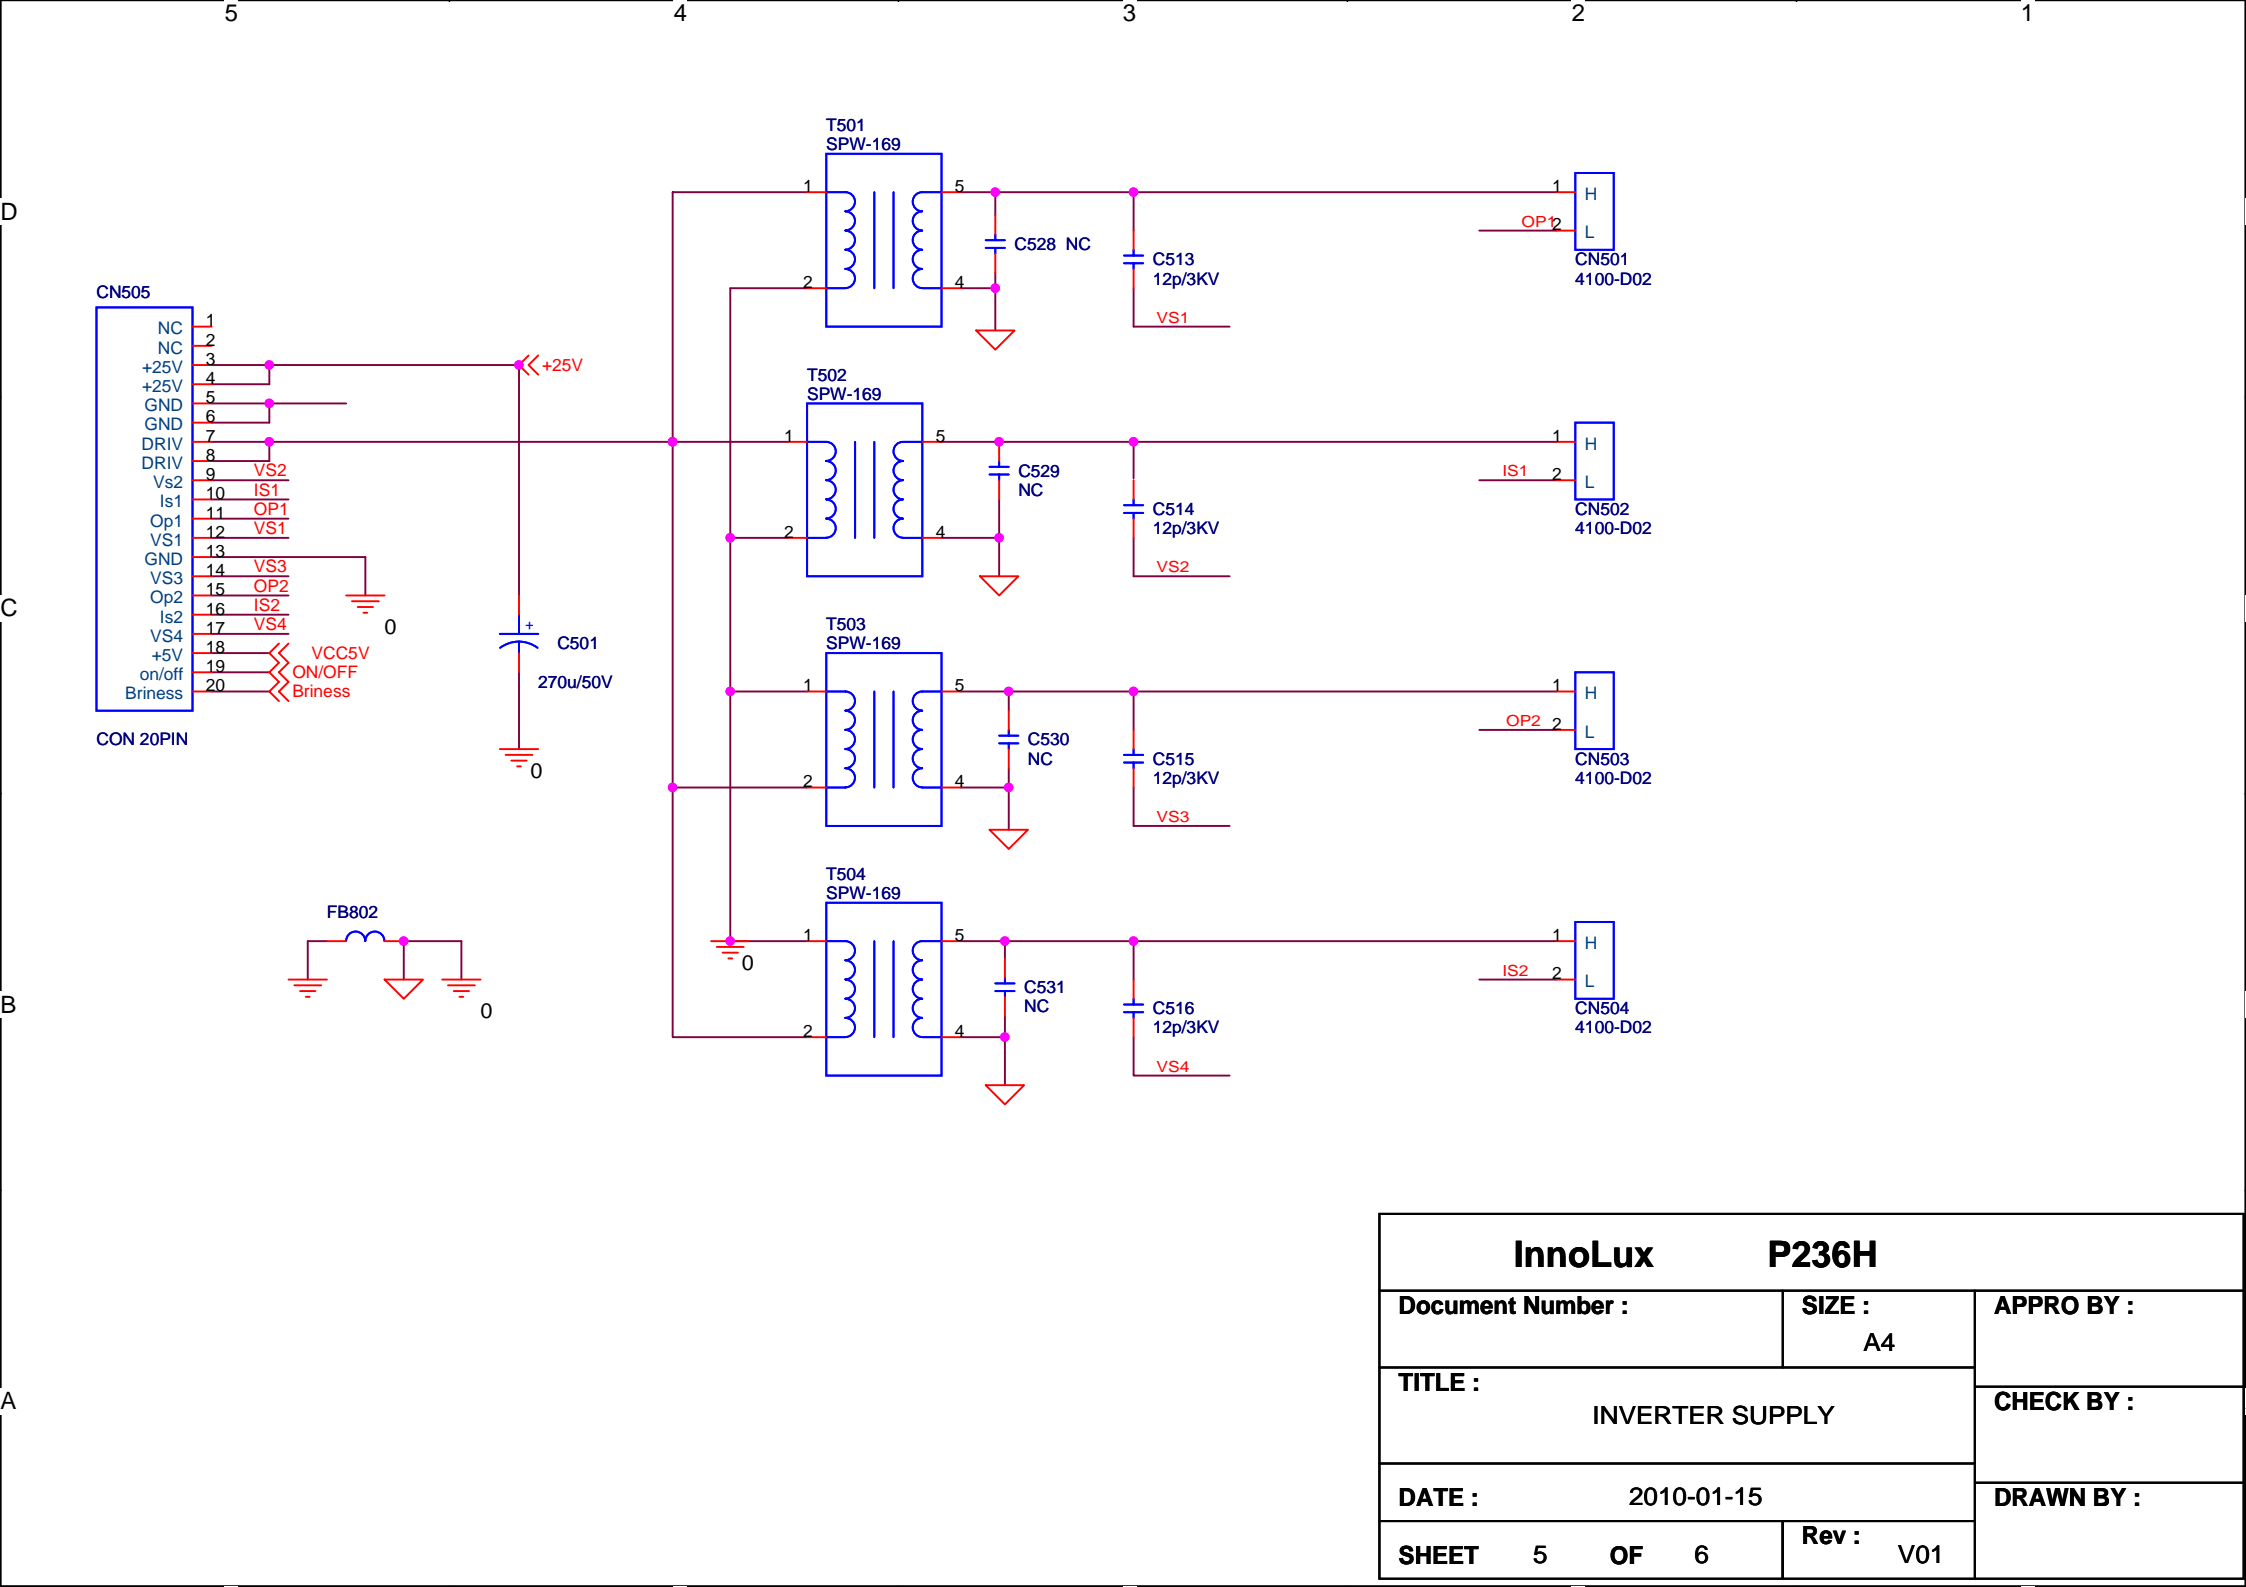 5 4 3 2 1
D
C
B
A
CN505
NC 1
NC 2
+25V 3
+25V 4
GND 5
GND 6
DRIV 7
DRIV 8
Vs2 9 VS2
Is1 10 IS1
Op1 11 OP1
VS1 12 VS1
GND 13
VS3 14 VS3
Op2 15 OP2
Is2 16 IS2
VS4 17 VS4
+5V 18 VCC5V
on/off 19 ON/OFF
Briness 20 Briness
CON 20PIN
0
+25V
+
C501
270u/50V
0
FB802
0
0
T501
SPW-169
1 5
2 4
C528 NC
C513
12p/3KV
VS1
1 H
OP1 2 L
CN501
4100-D02
T502
SPW-169
1 5
2 4
C529
NC
C514
12p/3KV
VS2
1 H
IS1 2 L
CN502
4100-D02
T503
SPW-169
1 5
2 4
C530
NC
C515
12p/3KV
VS3
1 H
OP2 2 L
CN503
4100-D02
T504
SPW-169
1 5
2 4
C531
NC
C516
12p/3KV
VS4
1 H
IS2 2 L
CN504
4100-D02
InnoLux P236H
Document Number :
SIZE :
A4
APPRO BY :
TITLE :
INVERTER SUPPLY
CHECK BY :
DATE : 2010-01-15
DRAWN BY :
SHEET 5 OF 6
Rev : V01